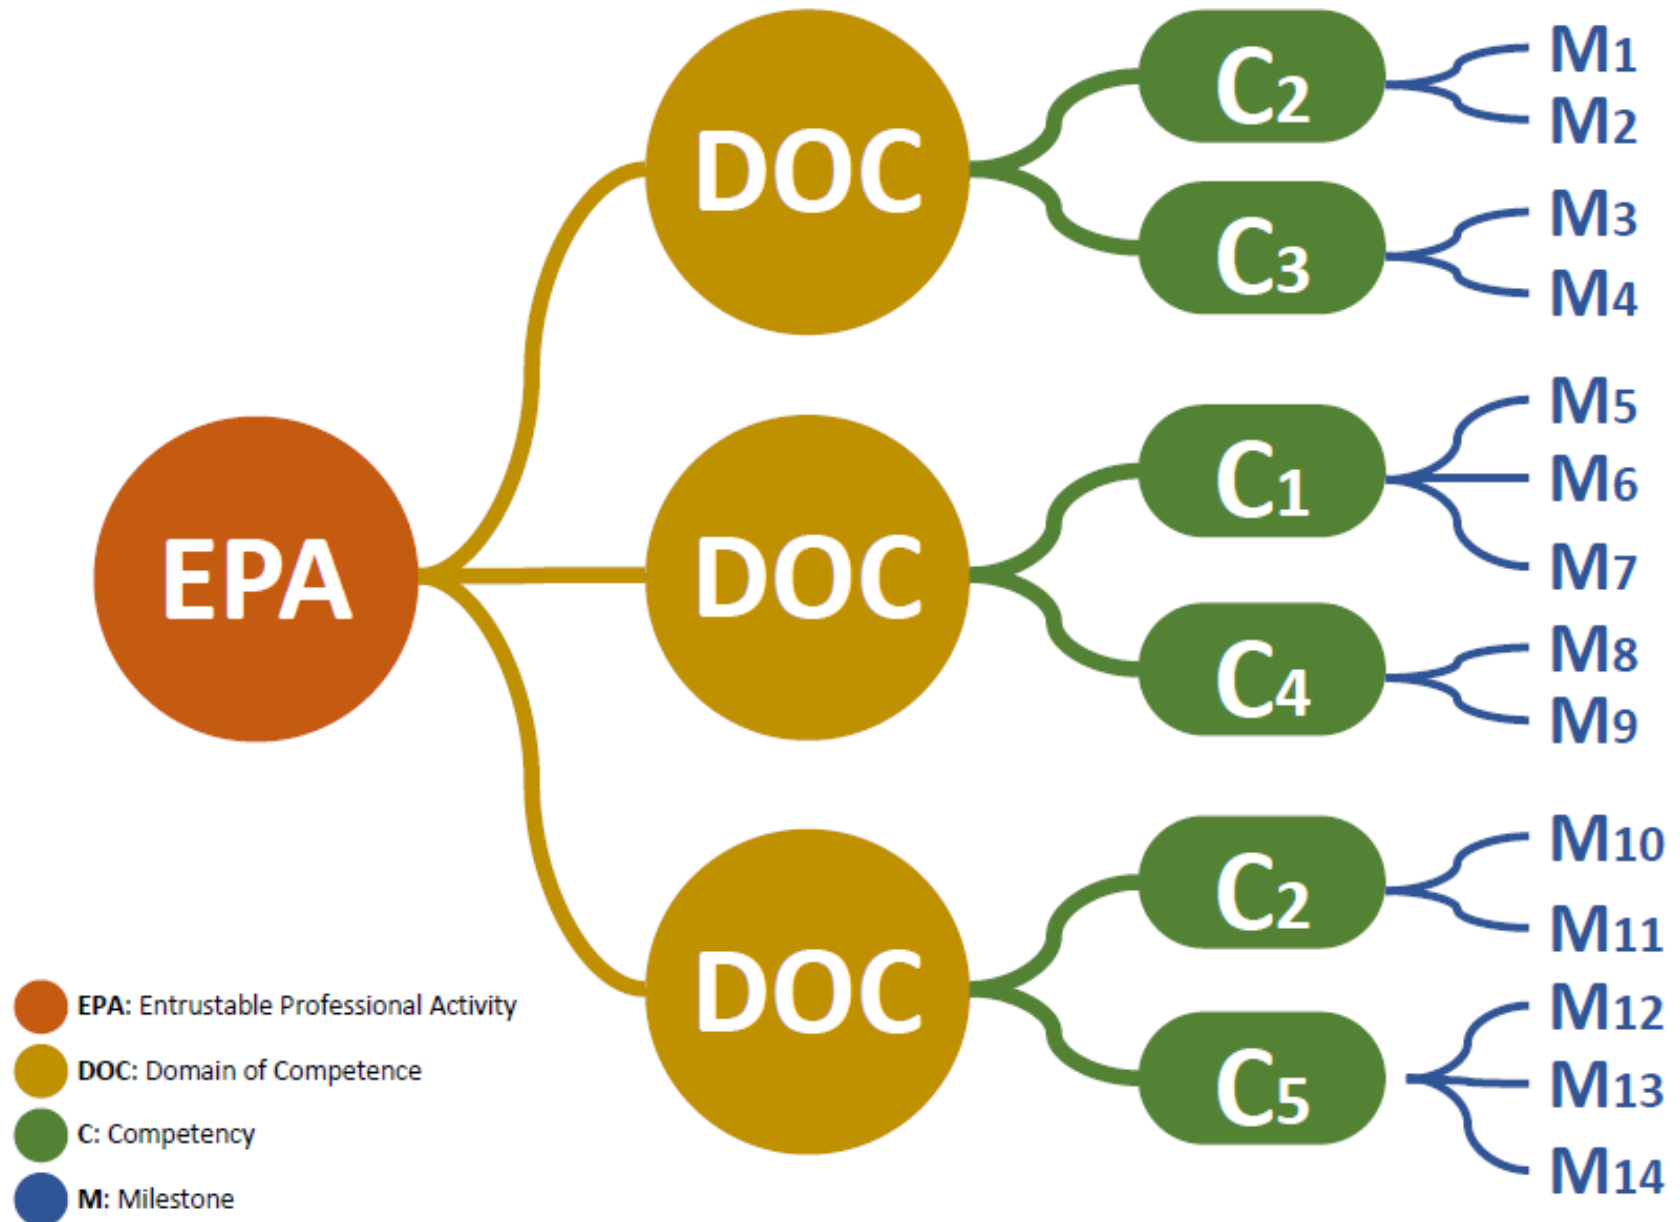 EPA
DOC
C2
M1
M2
C3
M3
M4
DOC
C1
M5
M6
M7
C4
M8
M9
DOC
C2
M10
M11
C5
M12
M13
M14
EPA: Entrustable Professional Activity
DOC: Domain of Competence
C: Competency
M: Milestone